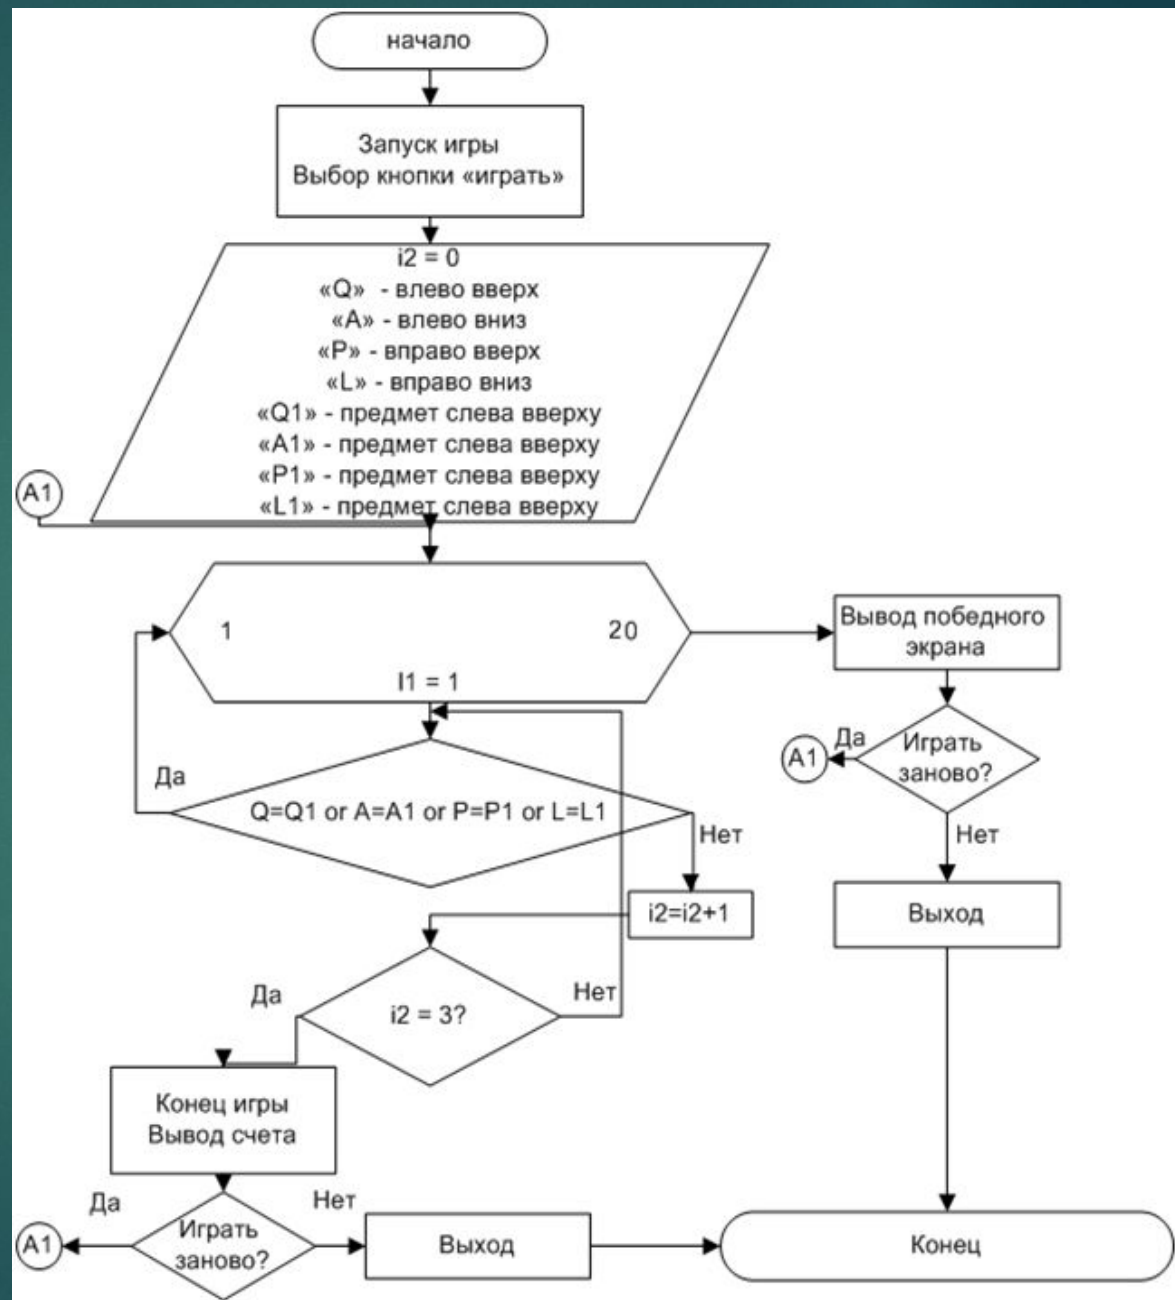 начало
Запуск игры
Выбор кнопки «играть»
i2 = 0
«Q» - влево вверх
«A» - влево вниз
«P» - вправо вверх
«L» - вправо вниз
«Q1» - предмет слева вверху
«A1» - предмет слева вверху
«P1» - предмет слева вверху
«L1» - предмет слева вверху
A1
1 20
I1 = 1
Вывод победного
экрана
Да
Играть
заново?
A1
Нет
Выход
Да
Q=Q1 or A=A1 or P=P1 or L=L1
Нет
i2=i2+1
Да
i2 = 3?
Нет
Конец игры
Вывод счета
Да
Нет
Играть
заново?
A1
Выход
Конец